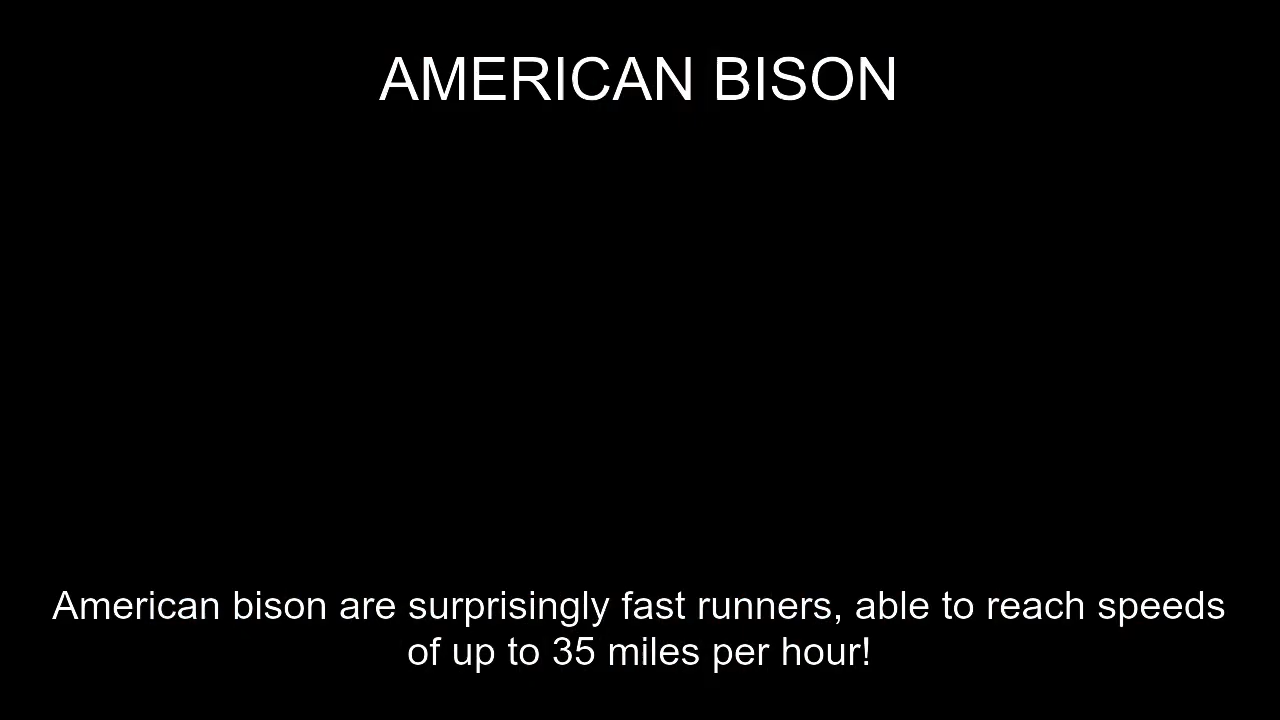 AMERICAN BISON
American bison are surprisingly fast runners, able to reach speeds
of up to 35 miles per hour!